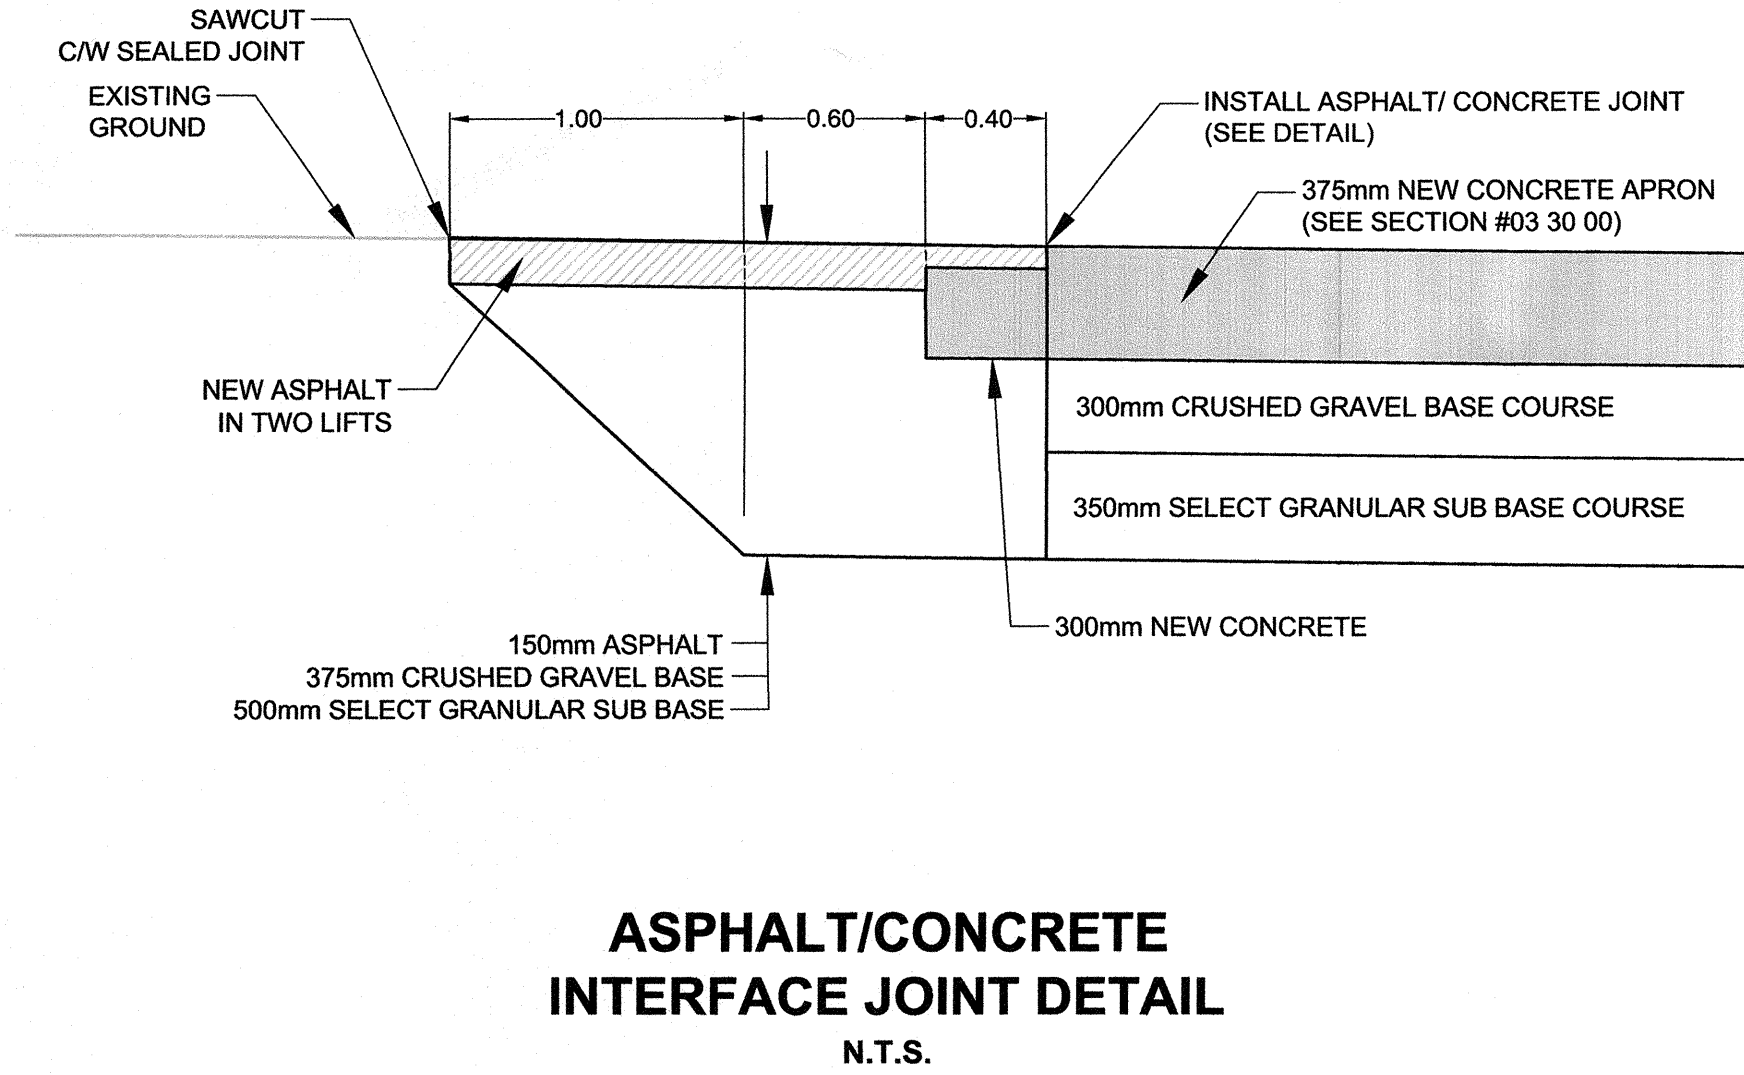 SAWCUT
C/W SEALED JOINT
EXISTING
GROUND
1.00
0.60
0.40
INSTALL ASPHALT/ CONCRETE JOINT
(SEE DETAIL)
375mm NEW CONCRETE APRON
(SEE SECTION #03 30 00)
NEW ASPHALT
IN TWO LIFTS
300mm CRUSHED GRAVEL BASE COURSE
350mm SELECT GRANULAR SUB BASE COURSE
300mm NEW CONCRETE
150mm ASPHALT
375mm CRUSHED GRAVEL BASE
500mm SELECT GRANULAR SUB BASE
ASPHALT/CONCRETE
INTERFACE JOINT DETAIL
N.T.S.